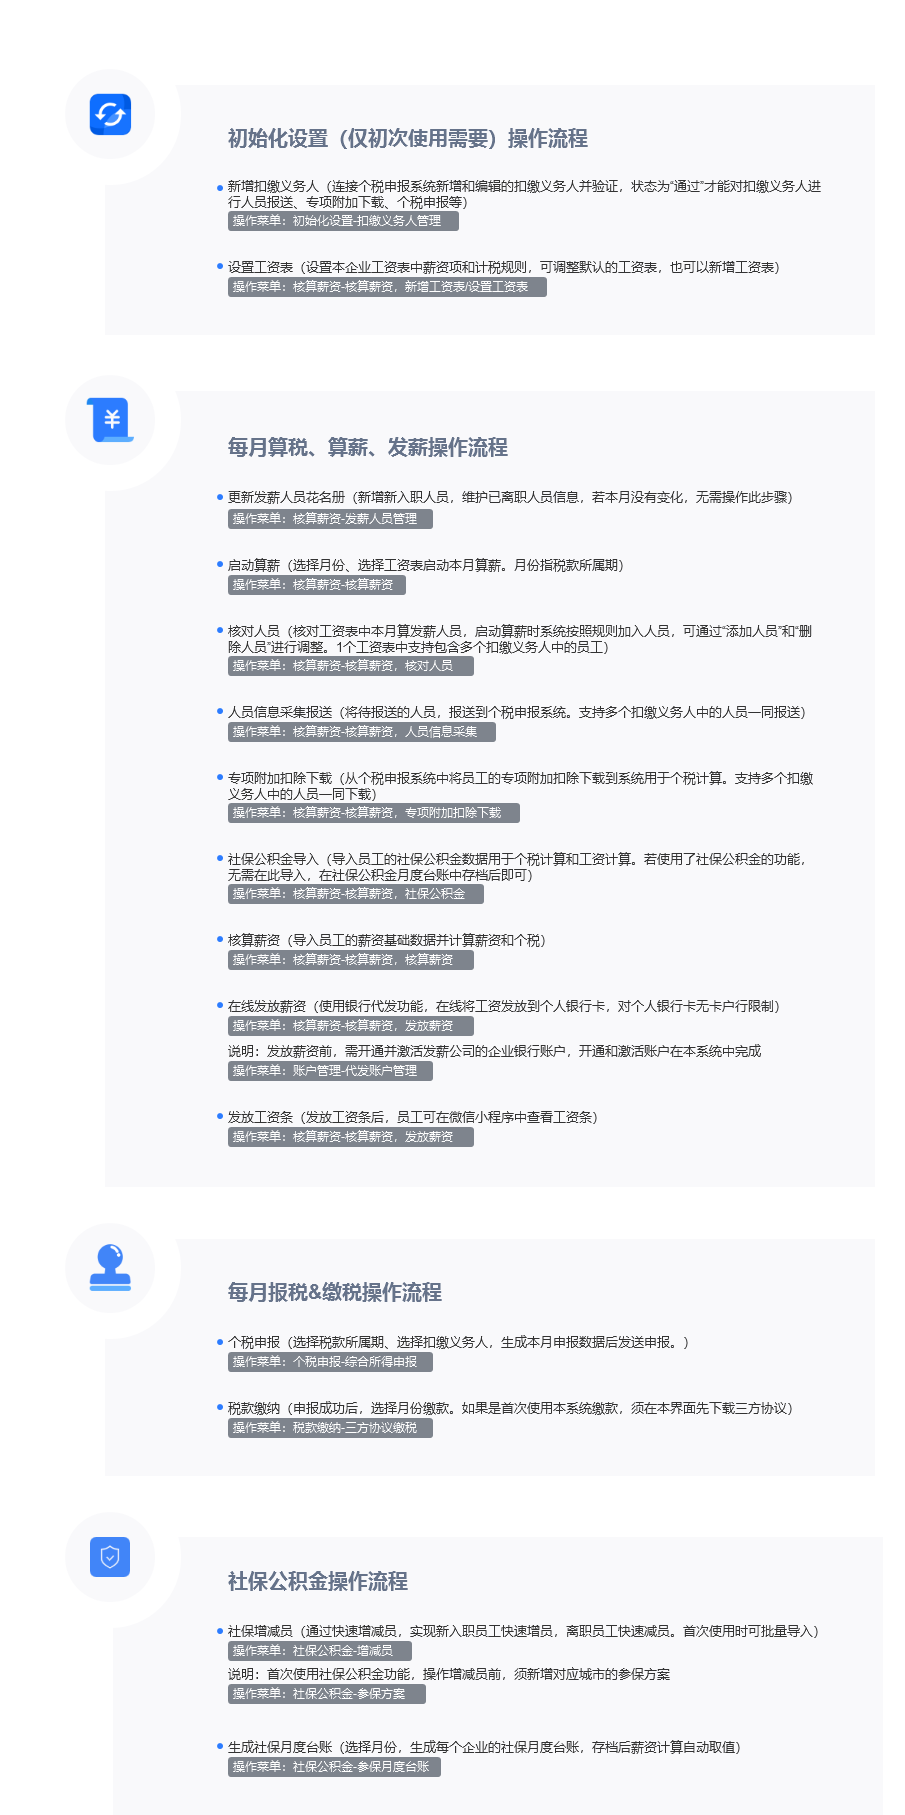 初始化设置（仅初次使用需要）操作流程
新增扣缴义务人（连接个税申报系统新增和编辑的扣缴义务人并验证，状态为“通过”才能对扣缴义务人进
行人员报送、专项附加下载、个税申报等）
操作菜单：初始化设置-扣缴义务人管理
设置工资表（设置本企业工资表中薪资项和计税规则，可调整默认的工资表，也可以新增工资表）
操作菜单：核算薪资-核算薪资，新增工资表/设置工资表
每月算税、算薪、发薪操作流程
更新发薪人员花名册（新增新入职人员，维护已离职人员信息，若本月没有变化，无需操作此步骤）
操作菜单：核算薪资-发薪人员管理
启动算薪（选择月份、选择工资表启动本月算薪。月份指税款所属期）
操作菜单：核算薪资-核算薪资
核对人员（核对工资表中本月算发薪人员，启动算薪时系统按照规则加入人员，可通过“添加人员”和“删
除人员”进行调整。1个工资表中支持包含多个扣缴义务人中的员工）
操作菜单：核算薪资-核算薪资，核对人员
人员信息采集报送（将待报送的人员，报送到个税申报系统。支持多个扣缴义务人中的人员一同报送）
操作菜单：核算薪资-核算薪资，人员信息采集
专项附加扣除下载（从个税申报系统中将员工的专项附加扣除下载到系统用于个税计算。支持多个扣缴
义务人中的人员一同下载）
操作菜单：核算薪资-核算薪资，专项附加扣除下载
社保公积金导入（导入员工的社保公积金数据用于个税计算和工资计算。若使用了社保公积金的功能，
无需在此导入，在社保公积金月度台账中存档后即可）
操作菜单：核算薪资-核算薪资，社保公积金
核算薪资（导入员工的薪资基础数据并计算薪资和个税）
操作菜单：核算薪资-核算薪资，核算薪资
在线发放薪资（使用银行代发功能，在线将工资发放到个人银行卡，对个人银行卡无卡户行限制）
操作菜单：核算薪资-核算薪资，发放薪资
说明：发放薪资前，需开通并激活发薪公司的企业银行账户，开通和激活账户在本系统中完成
操作菜单：账户管理-代发账户管理
发放工资条（发放工资条后，员工可在微信小程序中查看工资条）
操作菜单：核算薪资-核算薪资，发放薪资
每月报税&缴税操作流程
个税申报（选择税款所属期、选择扣缴义务人，生成本月申报数据后发送申报。）
操作菜单：个税申报-综合所得申报
税款缴纳（申报成功后，选择月份缴款。如果是首次使用本系统缴款，须在本界面先下载三方协议）
操作菜单：税款缴纳-三方协议缴税
社保公积金操作流程
社保增减员（通过快速增减员，实现新入职员工快速增员，离职员工快速减员。首次使用时可批量导入）
操作菜单：社保公积金-增减员
说明：首次使用社保公积金功能，操作增减员前，须新增对应城市的参保方案
操作菜单：社保公积金-参保方案
生成社保月度台账（选择月份，生成每个企业的社保月度台账，存档后薪资计算自动取值）
操作菜单：社保公积金-参保月度台账